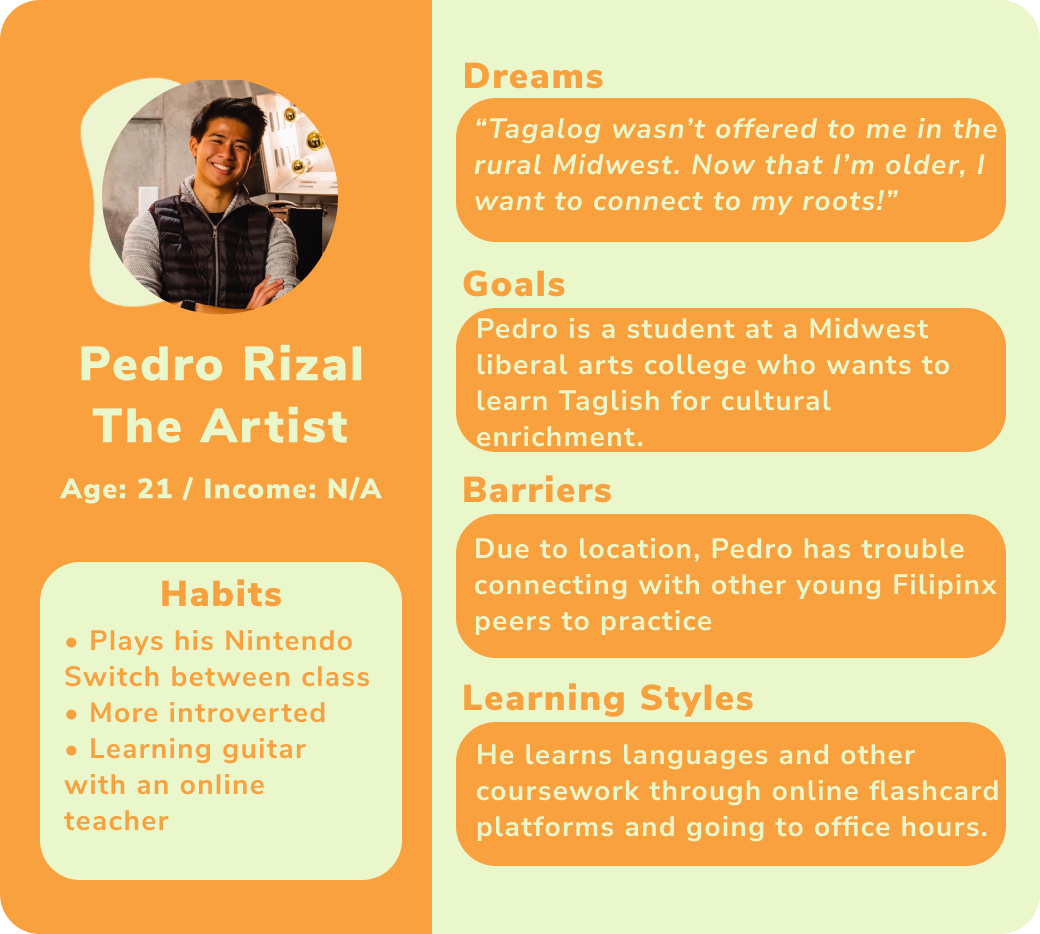 Pedro Rizal
The Artist
Age: 21 / Income: N/A
Habits
• Plays his Nintendo
Switch between class
• More introverted
• Learning guitar
with an online
teacher
Dreams
“Tagalog wasn’t offered to me in the
rural Midwest. Now that I’m older, I
want to connect to my roots!”
Goals
Pedro is a student at a Midwest
liberal arts college who wants to
learn Taglish for cultural
enrichment.
Barriers
Due to location, Pedro has trouble
connecting with other young Filipinx
peers to practice
Learning Styles
He learns languages and other
coursework through online flashcard
platforms and going to office hours.